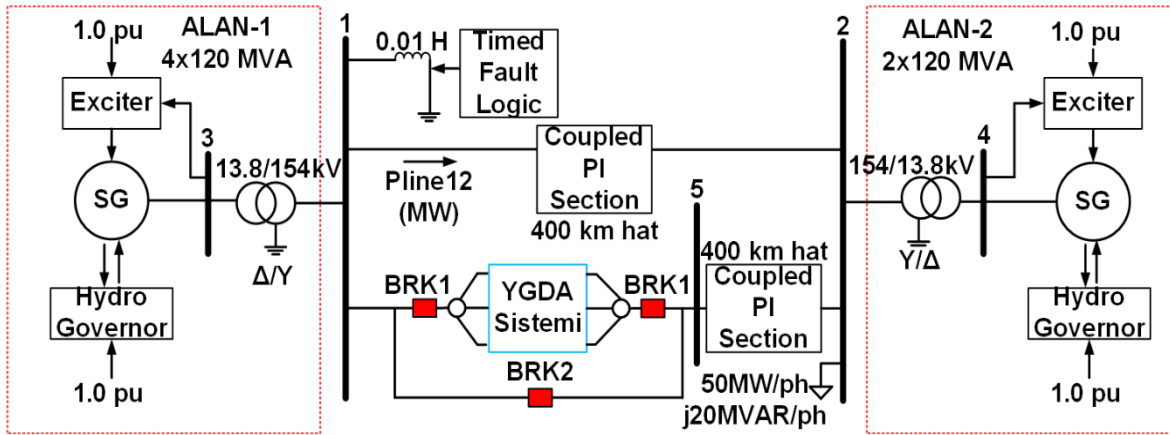 ALAN-1
4x120 MVA
1.0 pu
Exciter
3
13.8/154kV
SG
Δ/Y
Hydro
Governor
1.0 pu
1
0.01 H
Timed
Fault
Logic
Pline12
(MW)
Coupled
PI
Section
400 km hat
BRK1
YGDA
Sistemi
BRK1
BRK2
5
400 km hat
Coupled
PI
Section
50MW/ph
j20MVAR/ph
2
ALAN-2
2x120 MVA
1.0 pu
Exciter
4
154/13.8kV
SG
Y/Δ
Hydro
Governor
1.0 pu